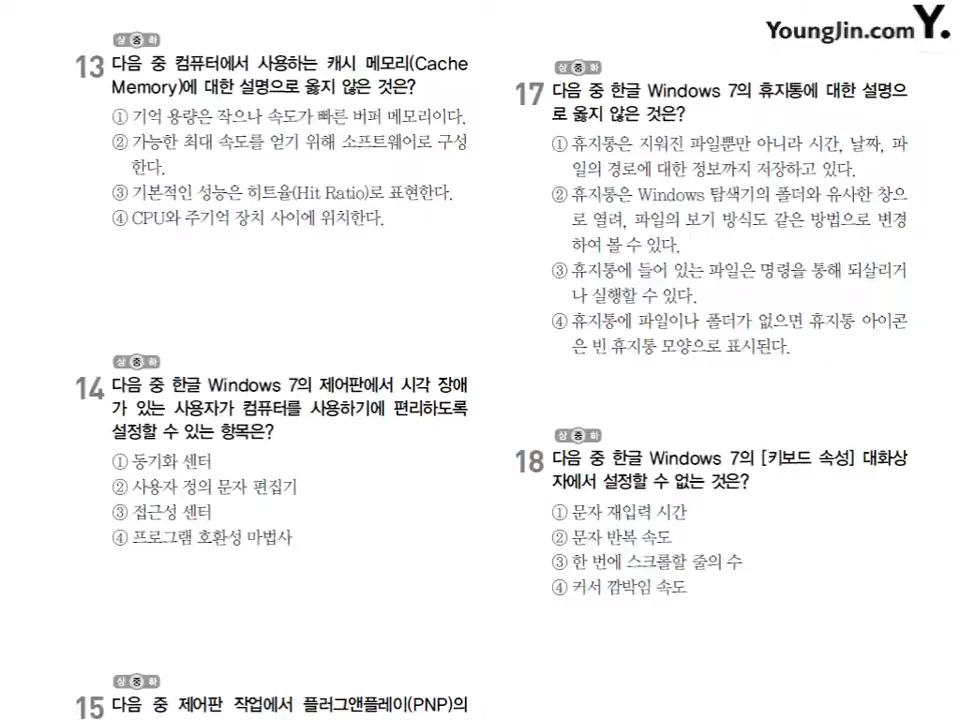 YoungJin.com Y.
상 중 하
13 다음 중 컴퓨터에서 사용하는 캐시 메모리(Cache
Memory)에 대한 설명으로 옳지 않은 것은?
① 기억 용량은 작으나 속도가 빠른 버퍼 메모리이다.
② 가능한 최대 속도를 얻기 위해 소프트웨어로 구성
한다.
③ 기본적인 성능은 히트율(Hit Ratio)로 표현한다.
④ CPU와 주기억 장치 사이에 위치한다.
상 중 하
14 다음 중 한글 Windows 7의 제어판에서 시각 장애
가 있는 사용자가 컴퓨터를 사용하기에 편리하도록
설정할 수 있는 항목은?
① 동기화 센터
② 사용자 정의 문자 편집기
③ 접근성 센터
④ 프로그램 호환성 마법사
상 중 하
15 다음 중 제어판 작업에서 플러그앤플레이(PNP)의
상 중 하
17 다음 중 한글 Windows 7의 휴지통에 대한 설명으
로 옳지 않은 것은?
① 휴지통은 지워진 파일뿐만 아니라 시간, 날짜, 파
일의 경로에 대한 정보까지 저장하고 있다.
② 휴지통은 Windows 탐색기의 폴더와 유사한 창으
로 열려, 파일의 보기 방식도 같은 방법으로 변경
하여 볼 수 있다.
③ 휴지통에 들어 있는 파일은 명령을 통해 되살리거
나 실행할 수 있다.
④ 휴지통에 파일이나 폴더가 없으면 휴지통 아이콘
은 빈 휴지통 모양으로 표시된다.
상 중 하
18 다음 중 한글 Windows 7의 [키보드 속성] 대화상
자에서 설정할 수 없는 것은?
① 문자 재입력 시간
② 문자 반복 속도
③ 한 번에 스크롤할 줄의 수
④ 커서 깜박임 속도